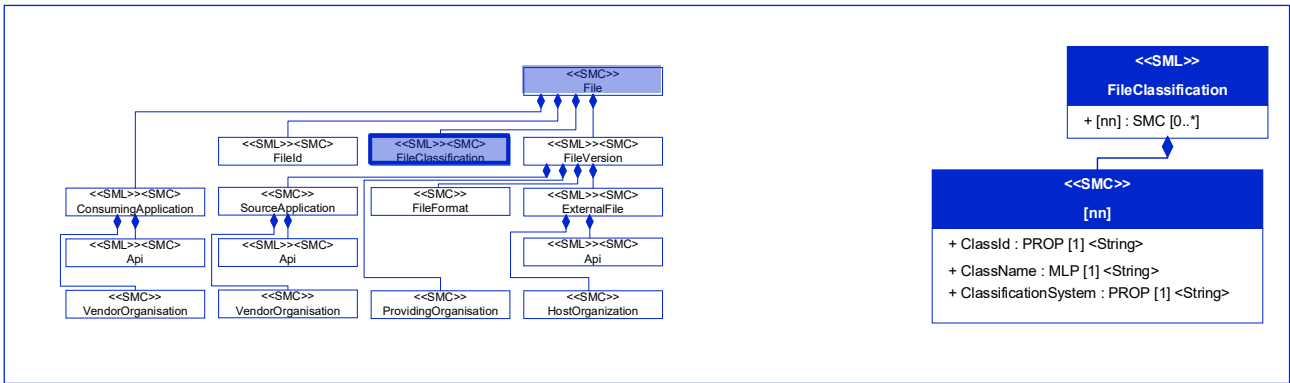 <<SMC>>
File
<<SML>><SMC>
FileId
<<SML>><SMC>
FileClassification
<<SML>><SMC>
FileVersion
<<SML>><SMC>
ConsumingApplication
<<SMC>>
SourceApplication
<<SMC>>
FileFormat
<<SML>><SMC>
ExternalFile
<<SML>><SMC>
Api
<<SML>><SMC>
Api
<<SML>><SMC>
Api
<<SMC>>
VendorOrganisation
<<SMC>>
VendorOrganisation
<<SMC>>
ProvidingOrganisation
<<SMC>>
HostOrganization
<<SML>>
FileClassification
+ [nn] : SMC [0..*]
<<SMC>>
[nn]
+ ClassId : PROP [1] <String>
+ ClassName : MLP [1] <String>
+ ClassificationSystem : PROP [1] <String>